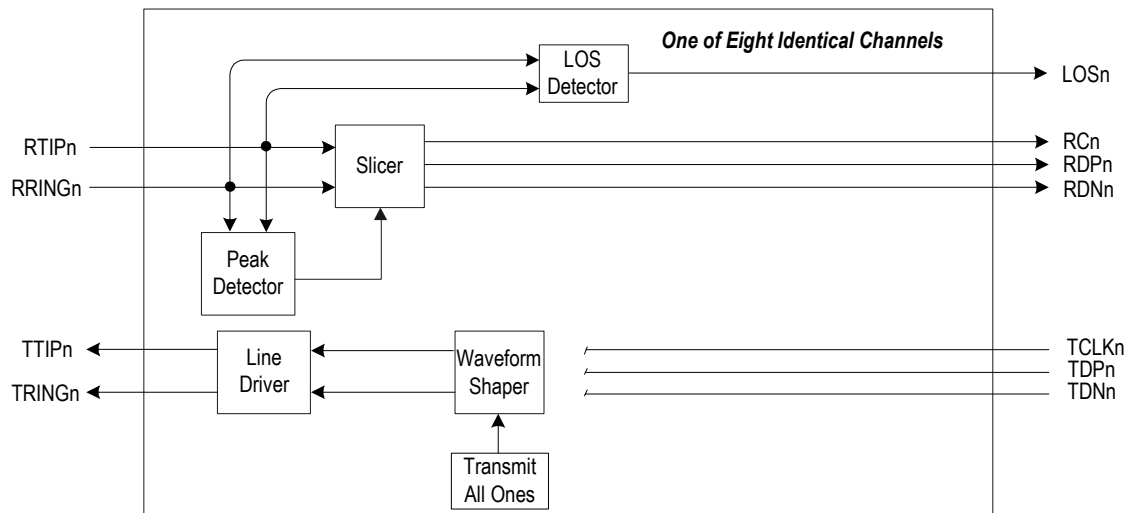 One of Eight Identical Channels
LOS
Detector
LOSn
RTIPn
Slicer
RCn
RDPn
RRINGn
RDNn
Peak
Detector
TTIPn
Line
Driver
Waveform
Shaper
TCLKn
TDPn
TRINGn
TDNn
Transmit
All Ones